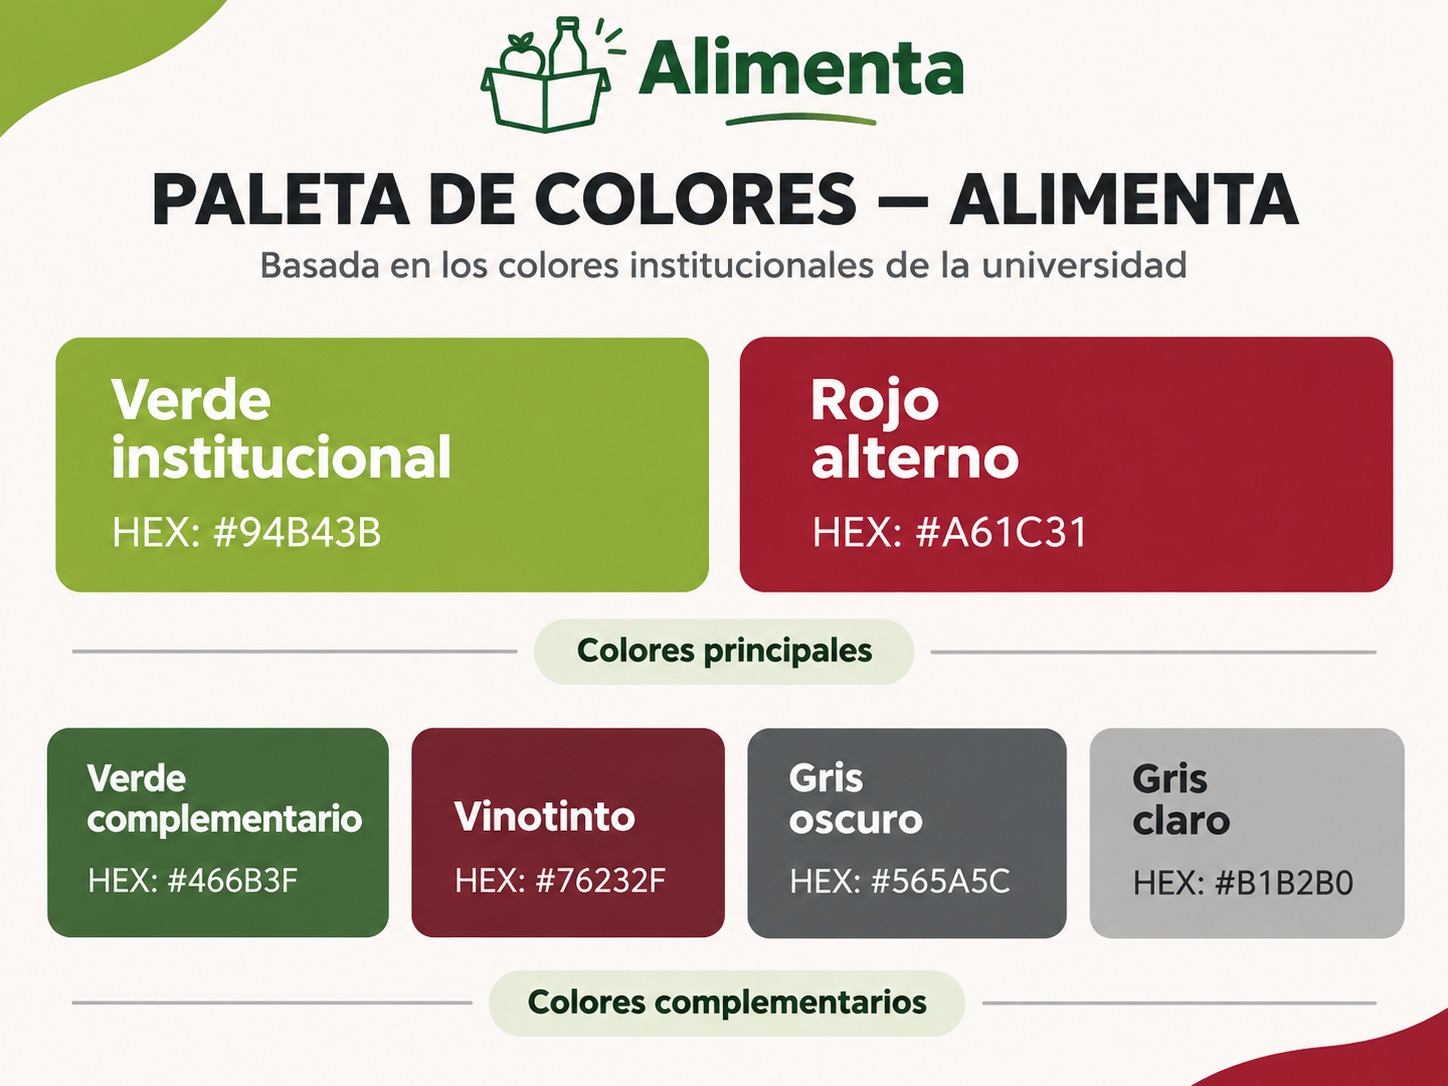 Alimenta
PALETA DE COLORES — ALIMENTA
Basada en los colores institucionales de la universidad
Verde
institucional
HEX: #94B43B
Rojo
alterno
HEX: #A61C31
Colores principales
Verde
complementario
HEX: #466B3F
Vinotinto
HEX: #76232F
Gris
oscuro
HEX: #565A5C
Gris
claro
HEX: #B1B2B0
Colores complementarios